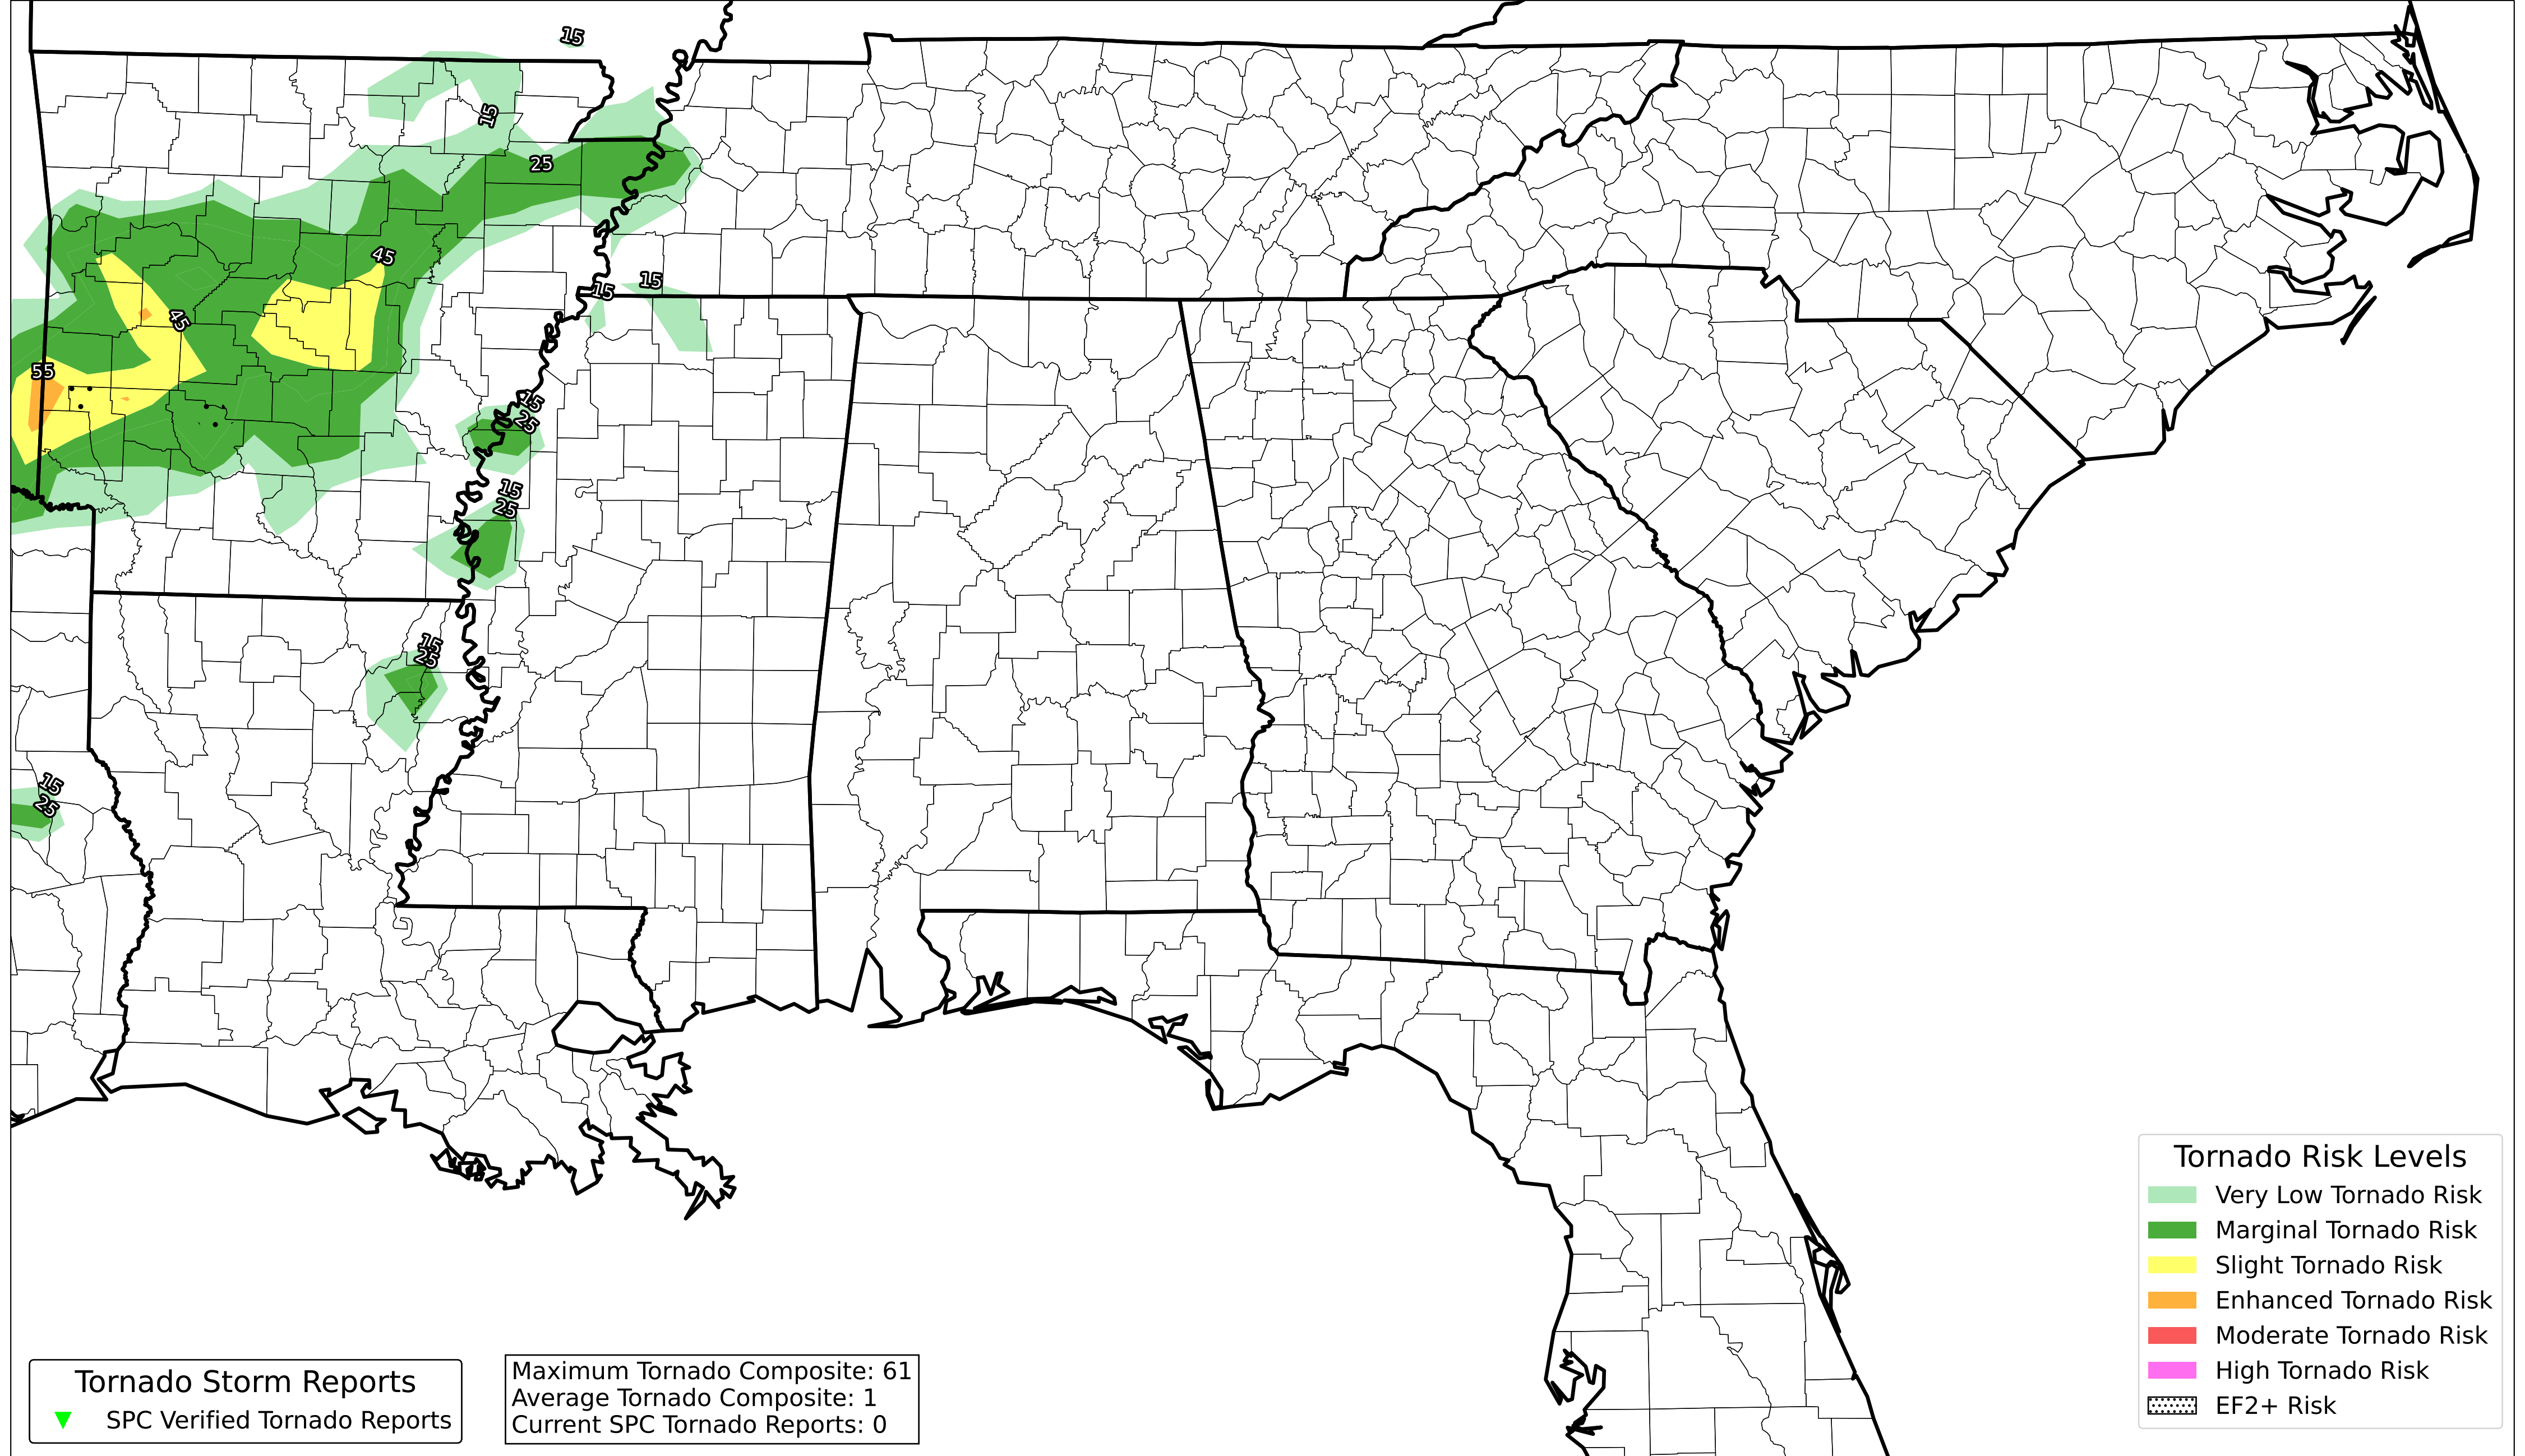 15
15
25
45
15
15
45
55
15
25
15
25
15
25
15
25
Tornado Risk Levels
Very Low Tornado Risk
Marginal Tornado Risk
Slight Tornado Risk
Enhanced Tornado Risk
Moderate Tornado Risk
High Tornado Risk
EF2+ Risk
Tornado Storm Reports
SPC Verified Tornado Reports
Maximum Tornado Composite: 61
Average Tornado Composite: 1
Current SPC Tornado Reports: 0